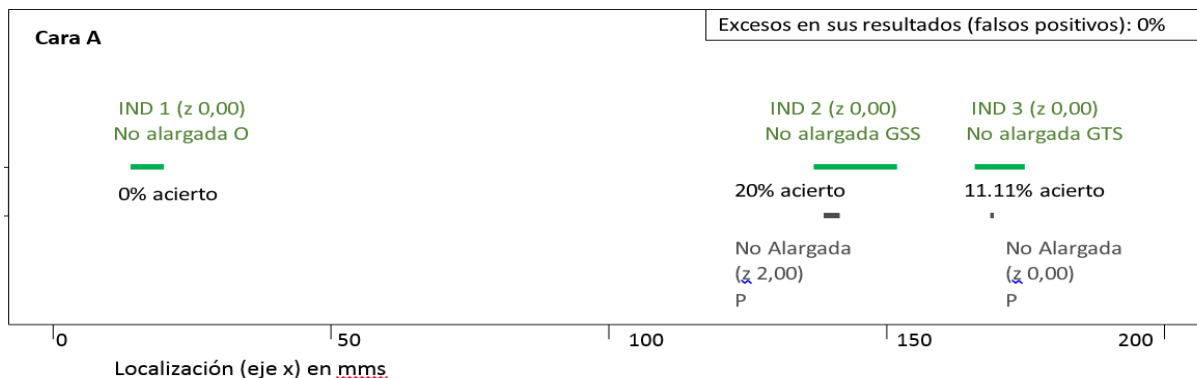 Cara A
Excesos en sus resultados (falsos positivos): 0%
IND 1 (z 0,00)
No alargada O
0% acierto
IND 2 (z 0,00)
No alargada GSS
20% acierto
No Alargada
(z 2,00)
P
IND 3 (z 0,00)
No alargada GTS
11.11% acierto
No Alargada
(z 0,00)
P
0 50 100 150 200
Localización (eje x) en mms